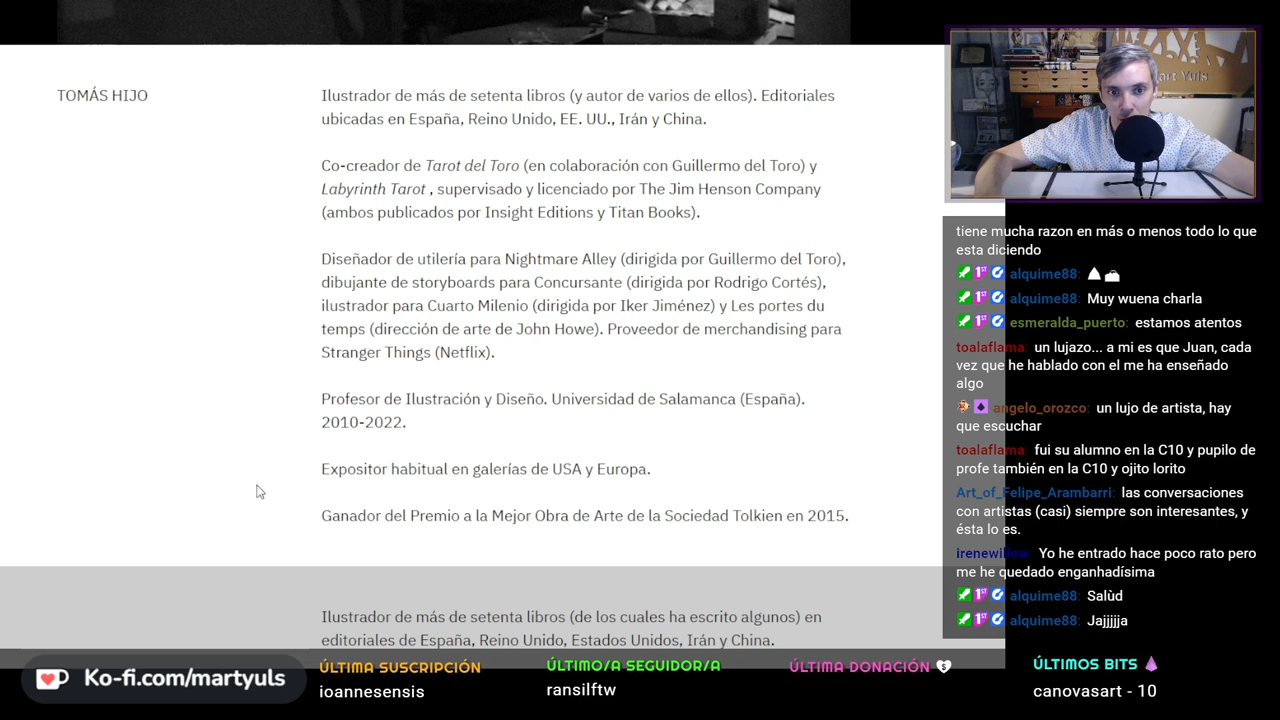 TOMÁS HIJO
Ilustrador de más de setenta libros (y autor de varios de ellos). Editoriales
ubicadas en España, Reino Unido, EE. UU., Irán y China.
Co-creador de Tarot del Toro (en colaboración con Guillermo del Toro) y
Labyrinth Tarot , supervisado y licenciado por The Jim Henson Company
(ambos publicados por Insight Editions y Titan Books).
Diseñador de utilería para Nightmare Alley (dirigida por Guillermo del Toro),
dibujante de storyboards para Concursante (dirigida por Rodrigo Cortés),
ilustrador para Cuarto Milenio (dirigida por Iker Jiménez) y Les portes du
temps (dirección de arte de John Howe). Proveedor de merchandising para
Stranger Things (Netflix).
Profesor de Ilustración y Diseño. Universidad de Salamanca (España).
2010-2022.
Expositor habitual en galerías de USA y Europa.
Ganador del Premio a la Mejor Obra de Arte de la Sociedad Tolkien en 2015.
Ilustrador de más de setenta libros (de los cuales ha escrito algunos) en
editoriales de España, Reino Unido, Estados Unidos, Irán y China.
art Yuls
tiene mucha razon en más o menos todo lo que
esta diciendo
alquime88:
alquime88: Muy wuena charla
esmeralda_puerto: estamos atentos
toalaflama: un lujazo... a mi es que Juan, cada
vez que he hablado con el me ha enseñado
algo
angelo_orozco: un lujo de artista, hay
que escuchar
toalaflama: fui su alumno en la C10 y pupilo de
profe también en la C10 y ojito lorito
Art_of_Felipe_Arambarri: las conversaciones
con artistas (casi) siempre son interesantes, y
ésta lo es.
irenewillow: Yo he entrado hace poco rato pero
me he quedado enganhadísima
alquime88: Salùd
alquime88: Jajjjjja
Ko-fi.com/martyuls
ÚLTIMA SUSCRIPCIÓN
ioannesensis
ÚLTIMO/A SEGUIDOR/A
ransilftw
ÚLTIMA DONACIÓN
ÚLTIMOS BITS
canovasart - 10